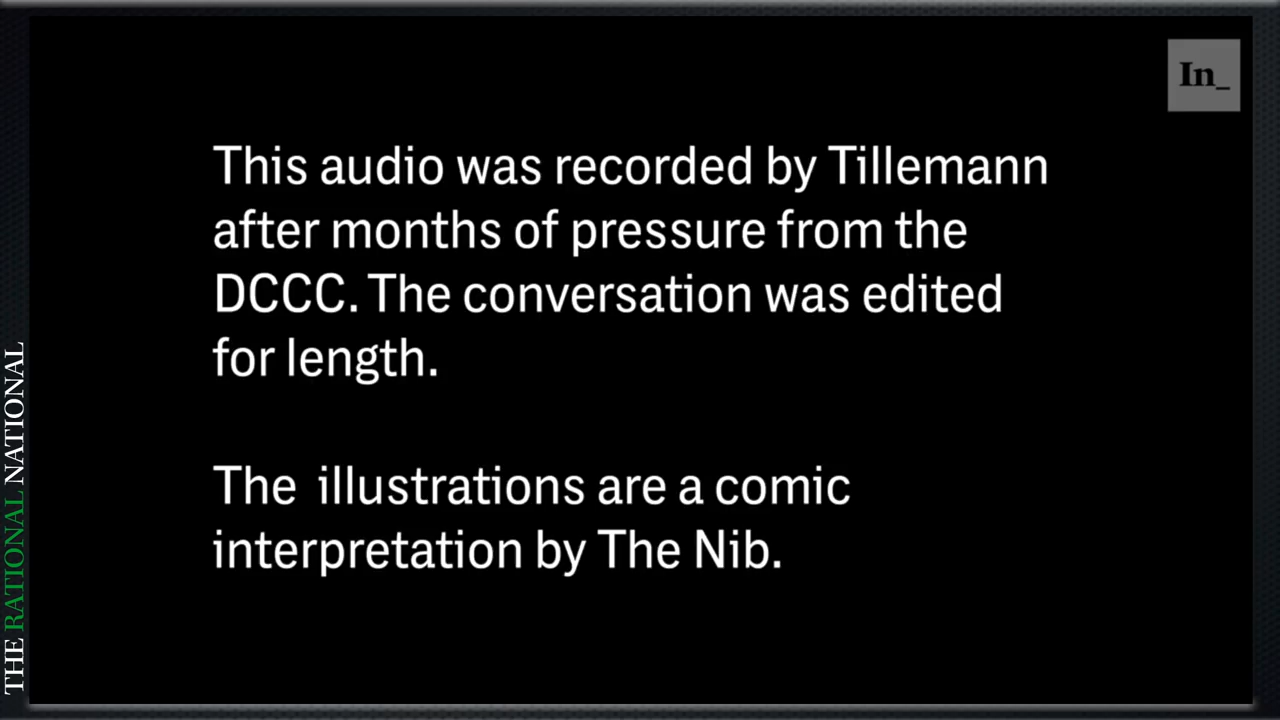 In_
This audio was recorded by Tillemann
after months of pressure from the
DCCC. The conversation was edited
for length.
The illustrations are a comic
interpretation by The Nib.
THE RATIONAL NATIONAL